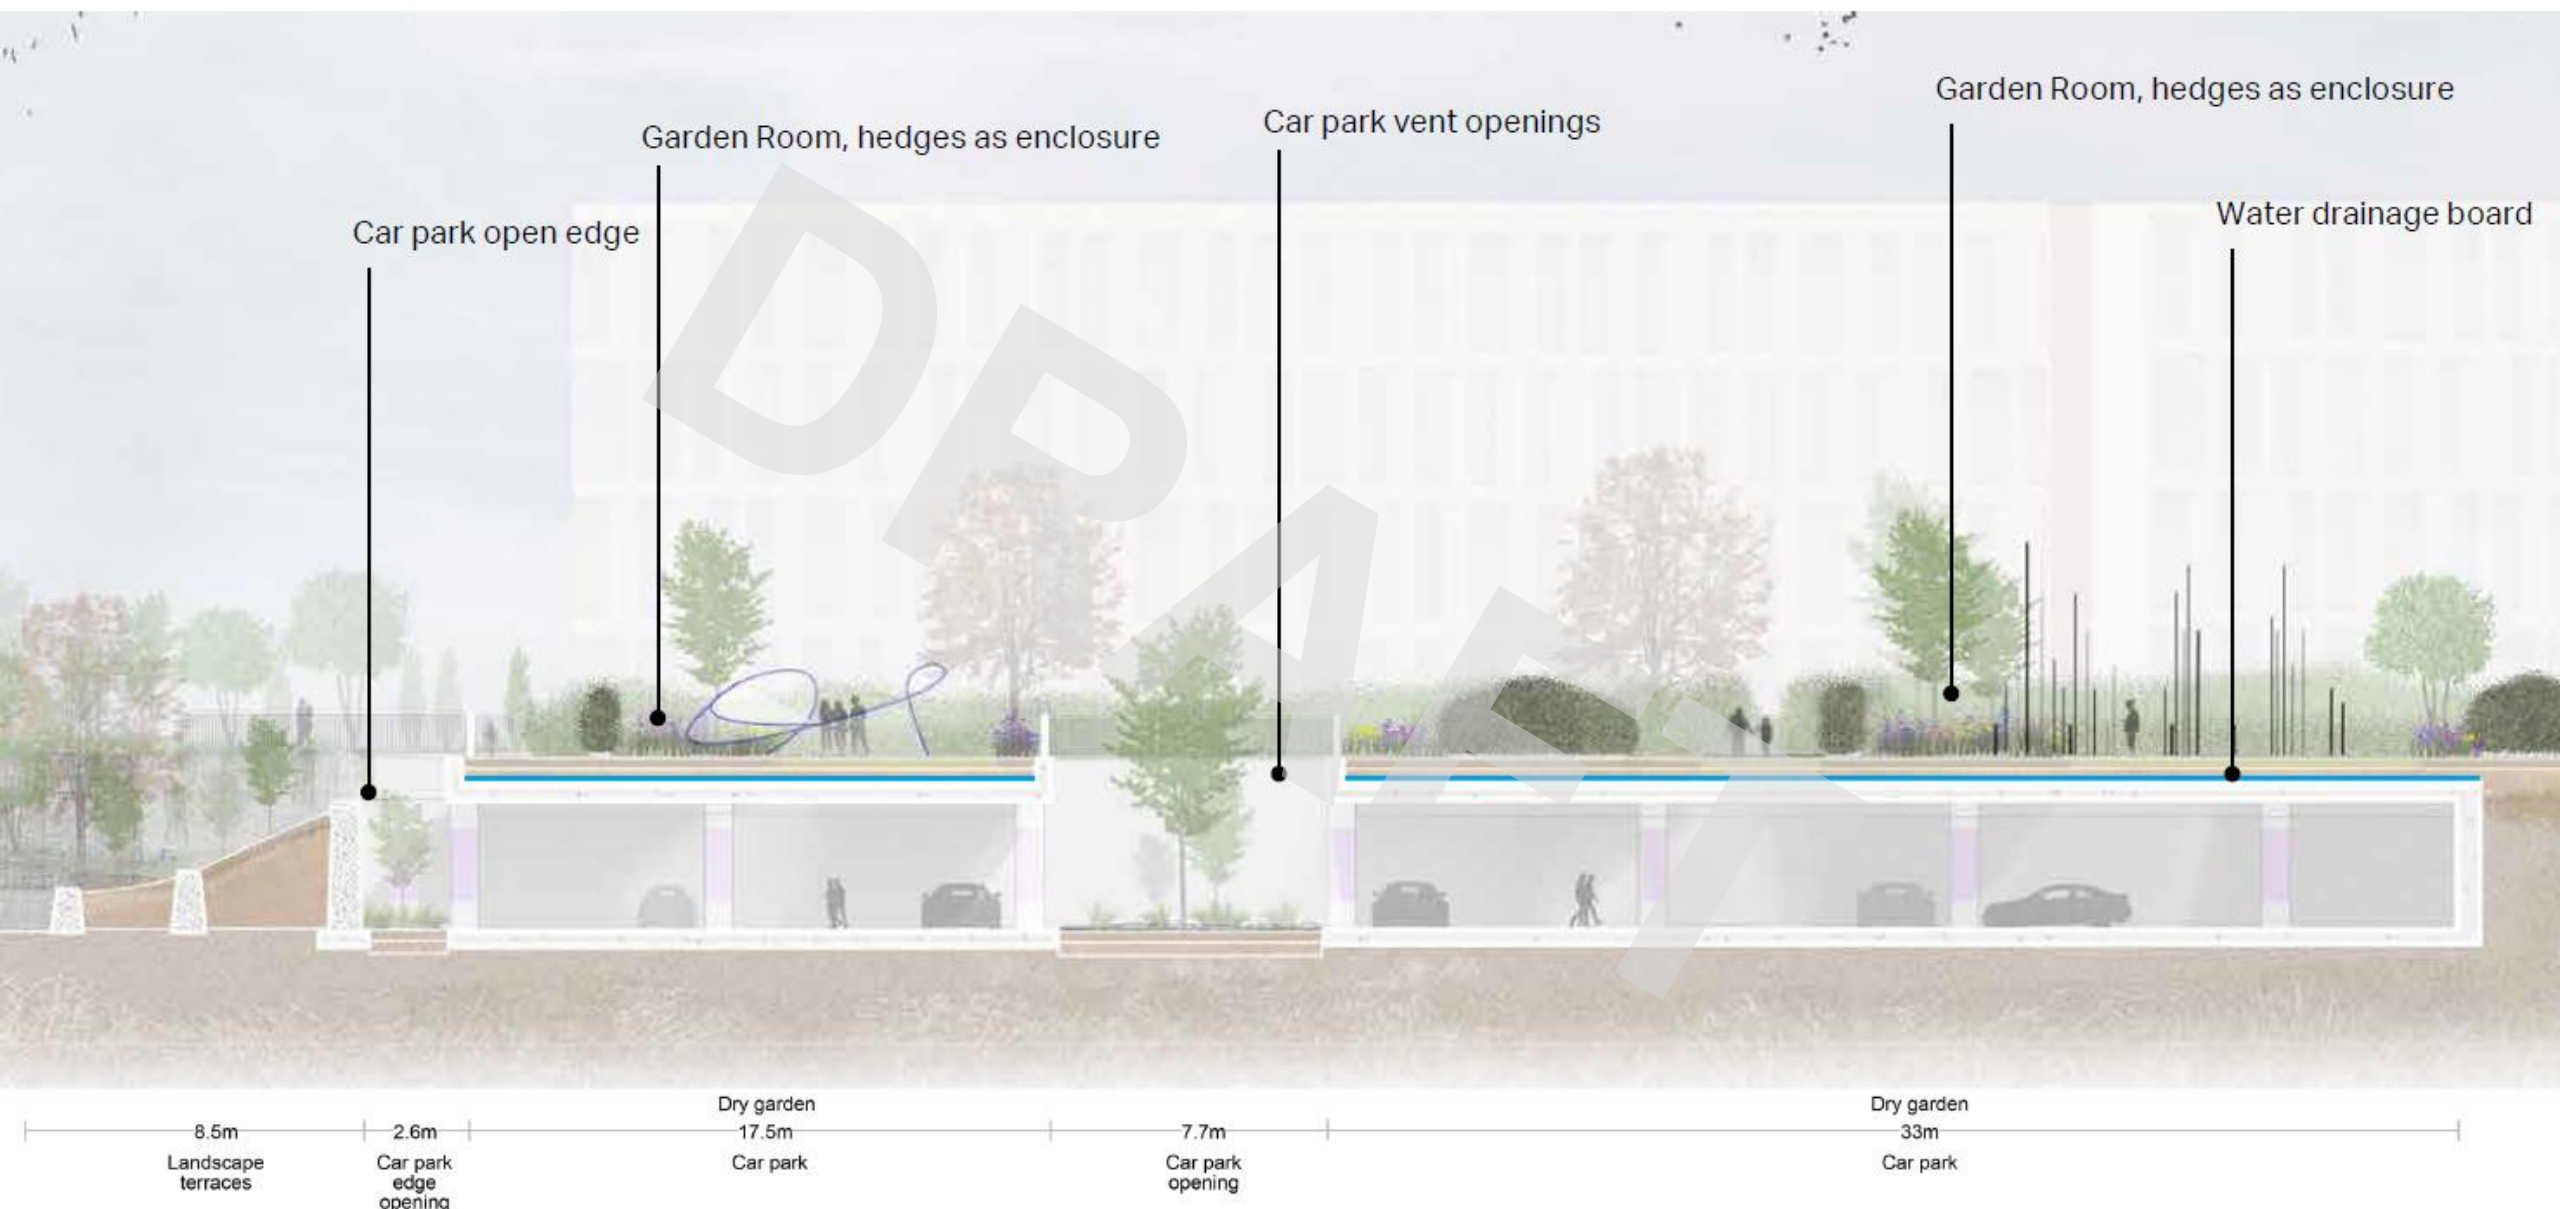 Garden Room, hedges as enclosure
Car park vent openings
Garden Room, hedges as enclosure
Water drainage board
Car park open edge
DRAFT
Dry garden
Dry garden
8.5m
2.6m
17.5m
7.7m
33m
Landscape
terraces
Car park
edge
opening
Car park
Car park
opening
Car park